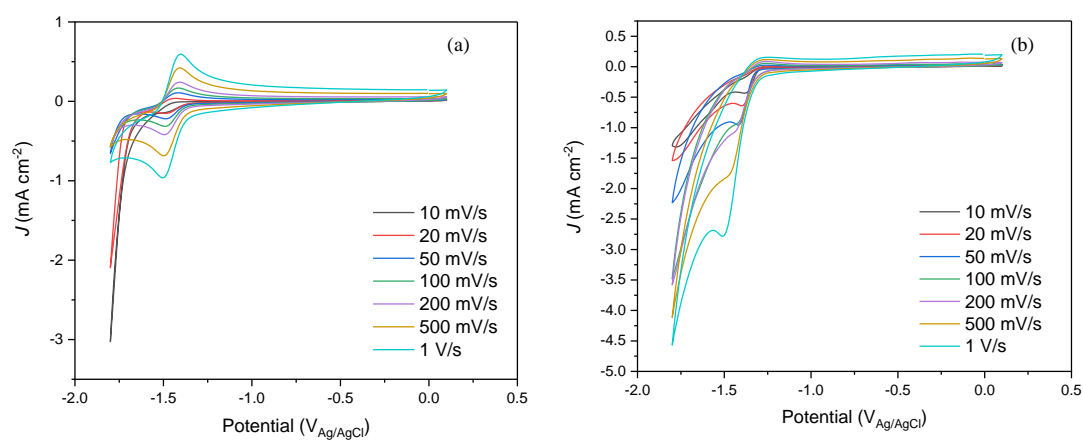 (a)
J (mA cm⁻²)
1
0
-1
-2
-3
10 mV/s
20 mV/s
50 mV/s
100 mV/s
200 mV/s
500 mV/s
1 V/s
-2.0
-1.5
-1.0
-0.5
0.0
0.5
Potential (V_Ag/AgCl)
(b)
J (mA cm⁻²)
0.5
0.0
-0.5
-1.0
-1.5
-2.0
-2.5
-3.0
-3.5
-4.0
-4.5
-5.0
10 mV/s
20 mV/s
50 mV/s
100 mV/s
200 mV/s
500 mV/s
1 V/s
-2.0
-1.5
-1.0
-0.5
0.0
0.5
Potential (V_Ag/AgCl)